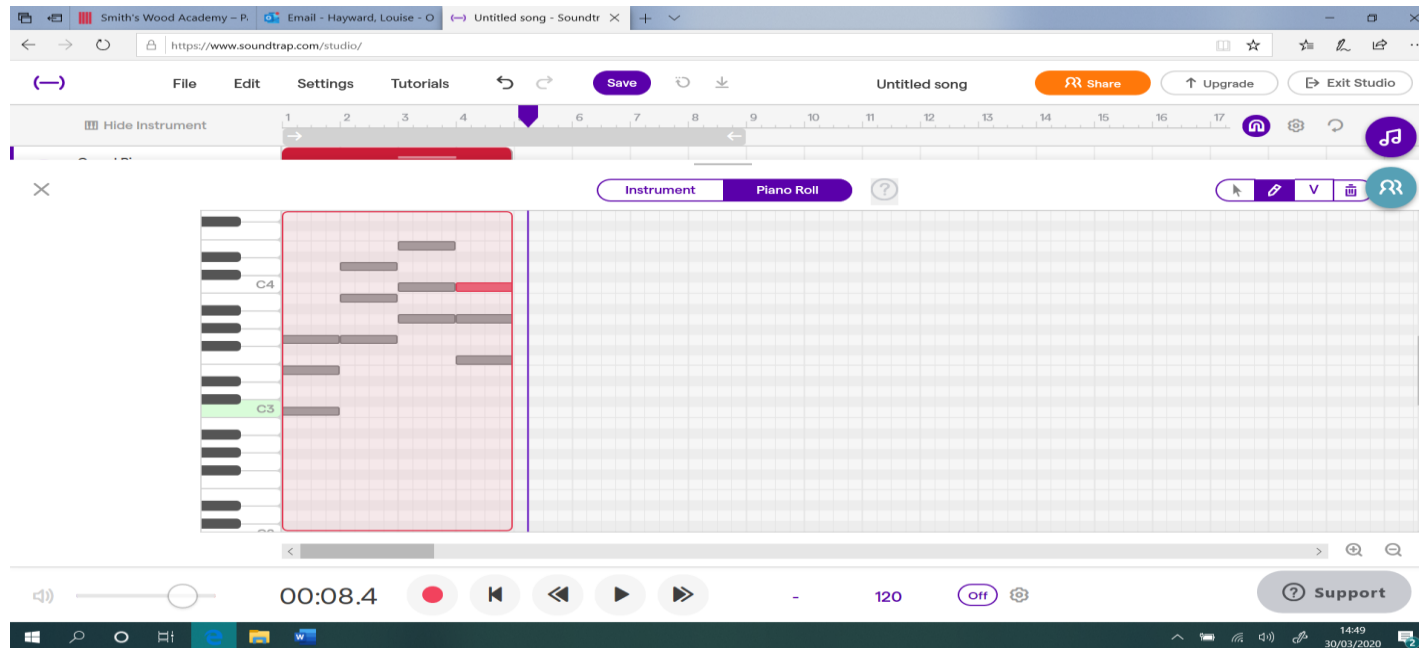 Smith's Wood Academy – P. Email - Hayward, Louise - O Untitled song - Soundtr
https://www.soundtrap.com/studio/
File Edit Settings Tutorials Save Untitled song Share Upgrade Exit Studio
Hide Instrument 1 2 3 4 6 7 8 9 10 11 12 13 14 15 16 17
Instrument Piano Roll ? V
C4
C3
00:08.4 - 120 Off ? Support
14:49
30/03/2020
2